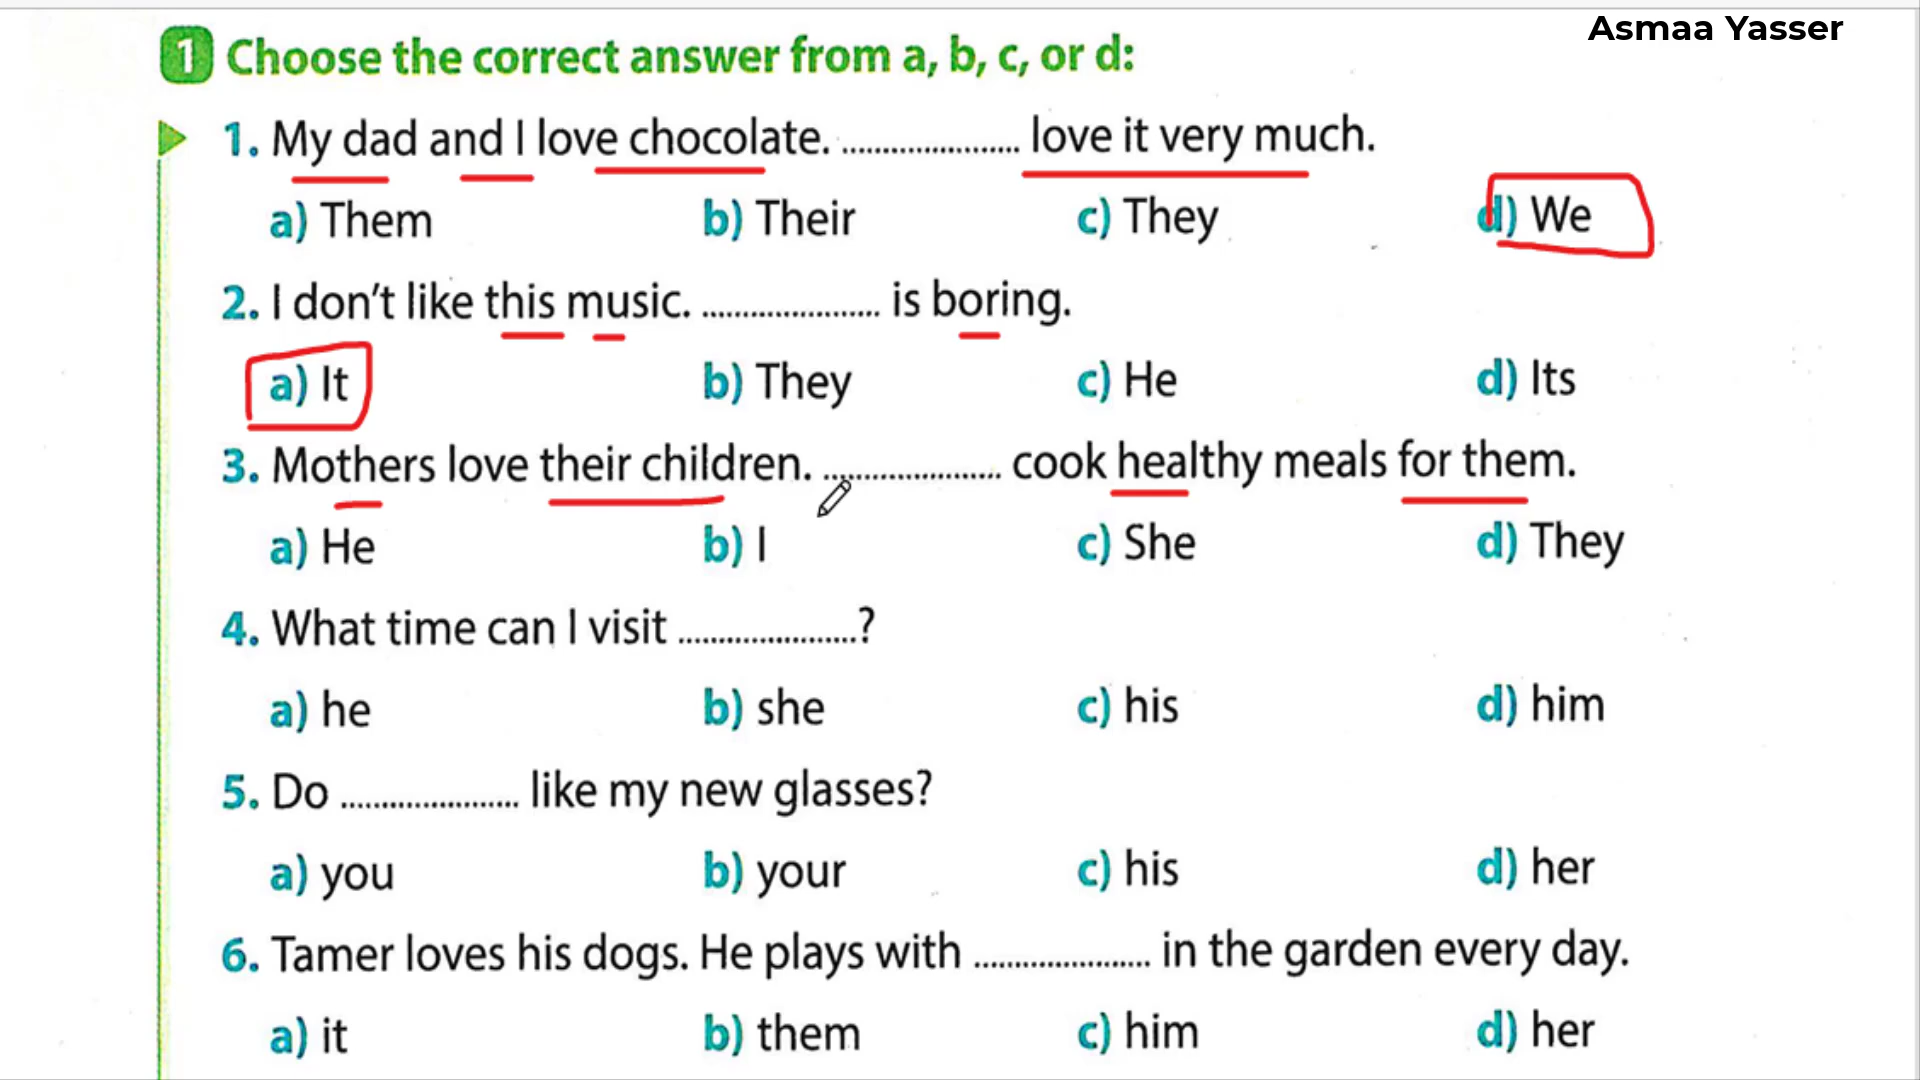 Asmaa Yasser
1 Choose the correct answer from a, b, c, or d:
1. My dad and I love chocolate. ...................... love it very much.
a) Them b) Their c) They d) We
2. I don't like this music. ...................... is boring.
a) It b) They c) He d) Its
3. Mothers love their children. ...................... cook healthy meals for them.
a) He b) I c) She d) They
4. What time can I visit ......................?
a) he b) she c) his d) him
5. Do ...................... like my new glasses?
a) you b) your c) his d) her
6. Tamer loves his dogs. He plays with ...................... in the garden every day.
a) it b) them c) him d) her